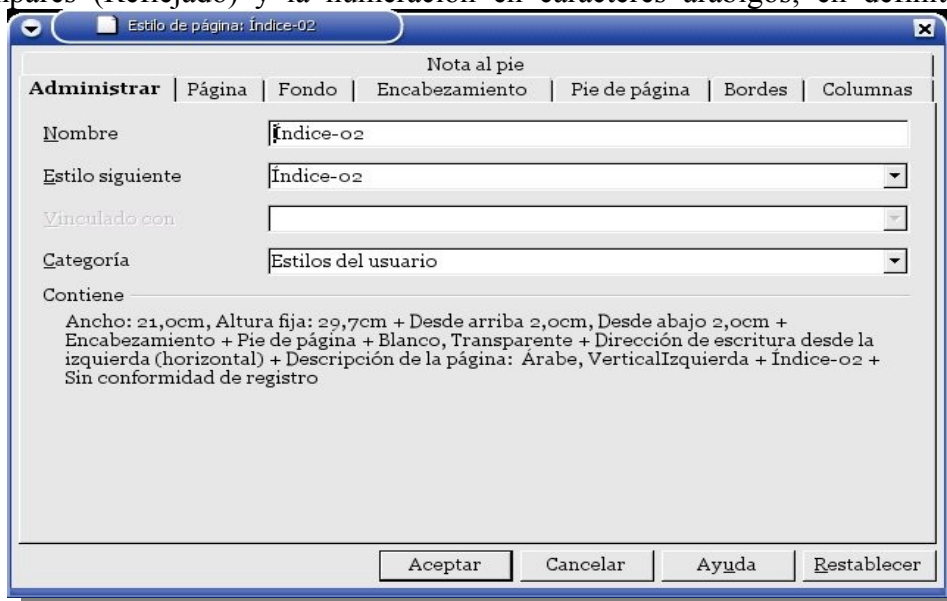 (Reflejado) y la numeración en caracteres arábigos, en
Estilo de página: Índice-02
Nota al pie
Administrar Página Fondo Encabezamiento Pie de página Bordes Columnas
Nombre Índice-02
Estilo siguiente Índice-02
Vinculado con
Categoría Estilos del usuario
Contiene
Ancho: 21,0cm, Altura fija: 29,7cm + Desde arriba 2,0cm, Desde abajo 2,0cm +
Encabezamiento + Pie de página + Blanco, Transparente + Dirección de escritura desde la
izquierda (horizontal) + Descripción de la página: Árabe, VerticalIzquierda + Índice-02 +
Sin conformidad de registro
Aceptar Cancelar Ayuda Restablecer